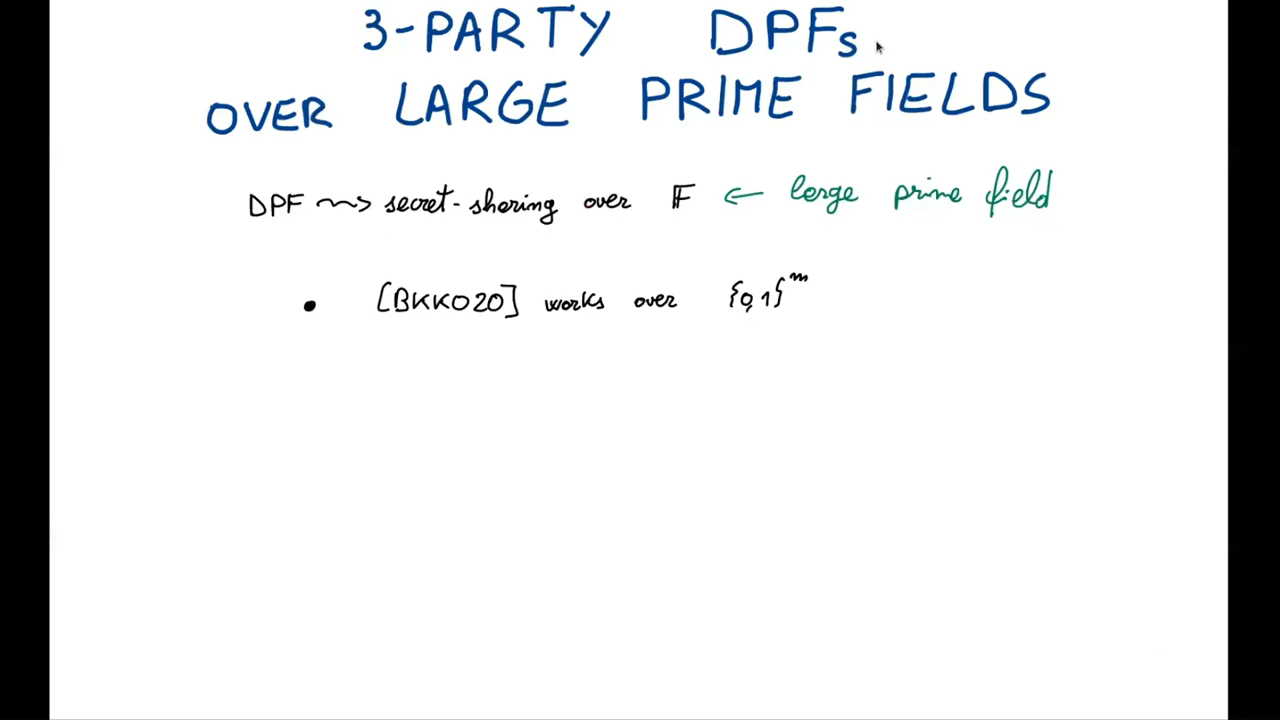 3-PARTY DPFs
OVER LARGE PRIME FIELDS
DPF ⇝ secret-sharing over 𝔽 ← large prime field
• [BKKO20] works over {0,1}^m